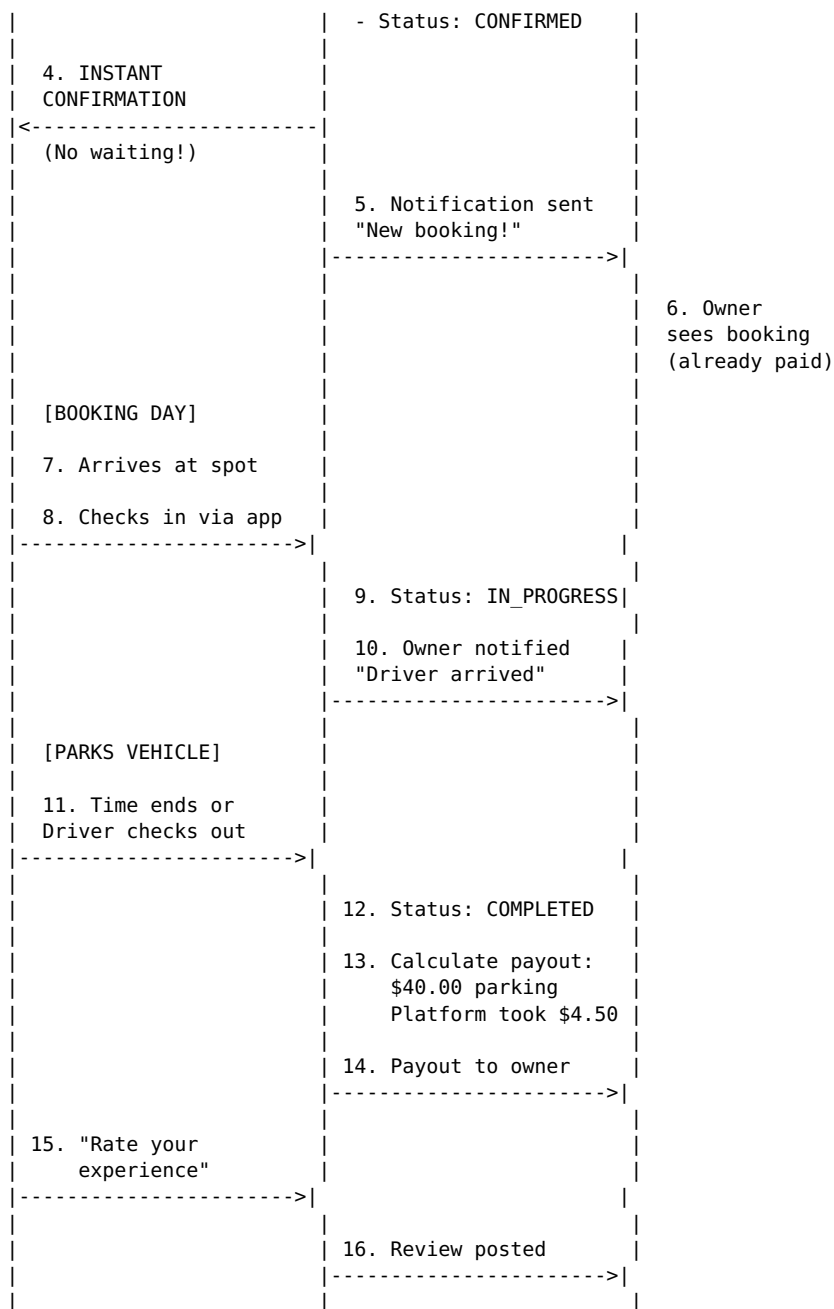 - Status: CONFIRMED
4. INSTANT
CONFIRMATION
(No waiting!)
5. Notification sent
"New booking!"
6. Owner
sees booking
(already paid)
[BOOKING DAY]
7. Arrives at spot
8. Checks in via app
9. Status: IN_PROGRESS
10. Owner notified
"Driver arrived"
[PARKS VEHICLE]
11. Time ends or
Driver checks out
12. Status: COMPLETED
13. Calculate payout:
$40.00 parking
Platform took $4.50
14. Payout to owner
15. "Rate your
experience"
16. Review posted